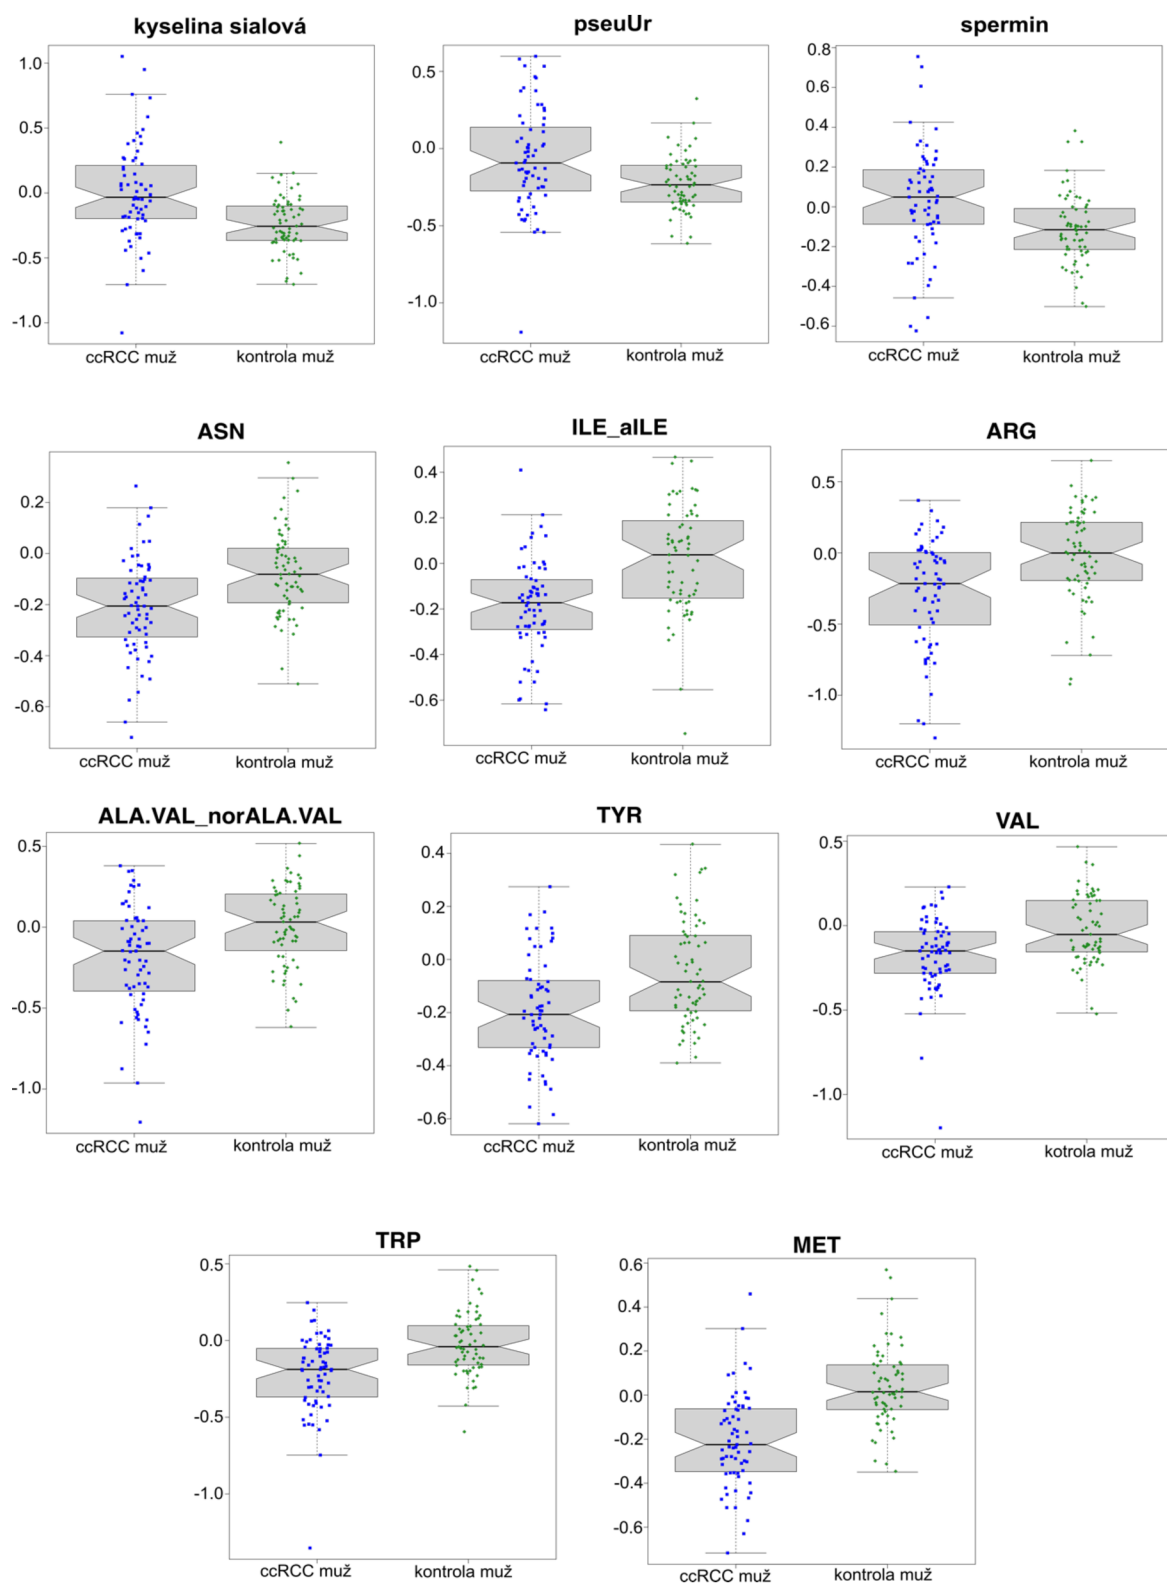 kyselina sialová
1.0
0.5
0.0
-0.5
-1.0
ccRCC muž kontrola muž
pseuUr
0.5
0.0
-0.5
-1.0
ccRCC muž kontrola muž
spermin
0.8
0.6
0.4
0.2
0.0
-0.2
-0.4
-0.6
ccRCC muž kontrola muž
ASN
0.2
0.0
-0.2
-0.4
-0.6
ccRCC muž kontrola muž
ILE_aILE
0.4
0.2
0.0
-0.2
-0.4
-0.6
ccRCC muž kontrola muž
ARG
0.5
0.0
-0.5
-1.0
ccRCC muž kontrola muž
ALA.VAL_norALA.VAL
0.5
0.0
-0.5
-1.0
ccRCC muž kontrola muž
TYR
0.4
0.2
0.0
-0.2
-0.4
-0.6
ccRCC muž kontrola muž
VAL
0.5
0.0
-0.5
-1.0
ccRCC muž kotrola muž
TRP
0.5
0.0
-0.5
-1.0
ccRCC muž kontrola muž
MET
0.6
0.4
0.2
0.0
-0.2
-0.4
-0.6
ccRCC muž kontrola muž